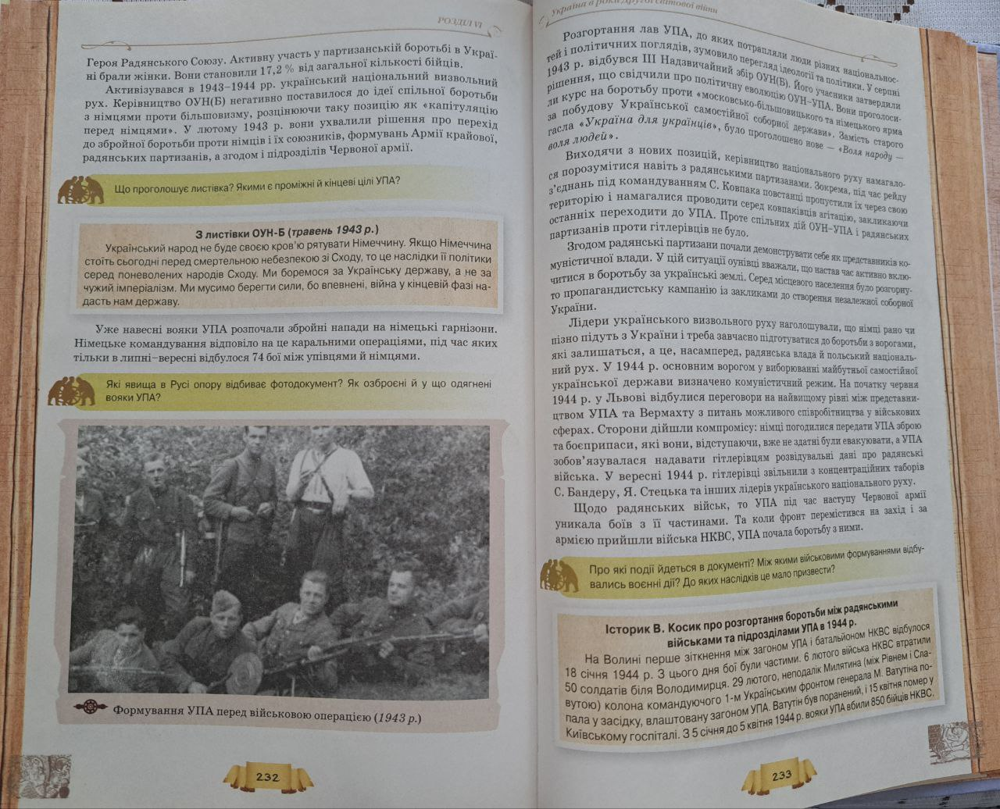 РОЗДІЛ VI
Героя Радянського Союзу. Активну участь у партизанській боротьбі в Украї-
ні брали жінки. Вони становили 17,2 % від загальної кількості бійців.
Активізувався в 1943–1944 рр. український національний визвольний
рух. Керівництво ОУН(Б) негативно поставилося до ідеї спільної боротьби
з німцями проти більшовизму, розцінюючи таку позицію як «капітуляцію
перед німцями». У лютому 1943 р. вони ухвалили рішення про перехід
до збройної боротьби проти німців і їх союзників, формувань Армії крайової,
радянських партизанів, а згодом і підрозділів Червоної армії.
Що проголошує листівка? Якими є проміжні й кінцеві цілі УПА?
З листівки ОУН-Б (травень 1943 р.)
Український народ не буде своєю кров’ю рятувати Німеччину. Якщо Німеччина
стоїть сьогодні перед смертельною небезпекою зі Сходу, то це наслідки її політики
серед поневолених народів Сходу. Ми боремося за Українську державу, а не за
чужий імперіалізм. Ми мусимо берегти сили, бо впевнені, війна у кінцевій фазі на-
дасть нам державу.
Уже навесні вояки УПА розпочали збройні напади на німецькі гарнізони.
Німецьке командування відповіло на це каральними операціями, під час яких
тільки в липні–вересні відбулося 74 бої між упівцями й німцями.
Які явища в Русі опору відбиває фотодокумент? Як озброєні й у що одягнені
вояки УПА?
Формування УПА перед військовою операцією (1943 р.)
232
Україна в роки Другої світової війни
Розгортання лав УПА, до яких потрапляли люди різних національнос-
тей і політичних поглядів, зумовило перегляд ідеології та політики. У серпні
1943 р. відбувся III Надзвичайний збір ОУН(Б). Його учасники затвердили
рішення, що свідчили про політичну еволюцію ОУН–УПА. Вони проголоси-
ли курс на боротьбу проти «московсько-більшовицького та німецького ярма
за побудову Української самостійної соборної держави». Замість старого
гасла «Україна для українців», було проголошено нове — «Воля народу —
воля людей».
Виходячи з нових позицій, керівництво національного руху намагало-
ся порозумітися навіть з радянськими партизанами. Зокрема, під час рейду
з’єднань під командуванням С. Ковпака повстанці пропустили їх через свою
територію і намагалися проводити серед ковпаківців агітацію, закликаючи
останніх переходити до УПА. Проте спільних дій ОУН–УПА і радянських
партизанів проти гітлерівців не було.
Згодом радянські партизани почали демонструвати себе як представників ко-
муністичної влади. У цій ситуації оунівці вважали, що настав час активно вклю-
читися в боротьбу за українські землі. Серед місцевого населення було розгорну-
то пропагандистську кампанію із закликами до створення незалежної соборної
України.
Лідери українського визвольного руху наголошували, що німці рано чи
пізно підуть з України і треба завчасно підготуватися до боротьби з ворогами,
які залишаться, а це, насамперед, радянська влада й польський національ-
ний рух. У 1944 р. основним ворогом у виборюванні майбутньої самостійної
української держави визначено комуністичний режим. На початку червня
1944 р. у Львові відбулися переговори на найвищому рівні між представни-
цтвом УПА та Вермахту з питань можливого співробітництва у військових
сферах. Сторони дійшли компромісу: німці погодилися передати УПА зброю
та боєприпаси, які вони, відступаючи, вже не здатні були евакуювати, а УПА
зобов’язувалася надавати гітлерівцям розвідувальні дані про радянські
війська. У вересні 1944 р. гітлерівці звільнили з концентраційних таборів
С. Бандеру, Я. Стецька та інших лідерів українського національного руху.
Щодо радянських військ, то УПА під час наступу Червоної армії
уникала боїв з її частинами. Та коли фронт перемістився на захід і за
армією прийшли війська НКВС, УПА почала боротьбу з ними.
Про які події йдеться в документі? Між якими військовими формуваннями відбу-
вались воєнні дії? До яких наслідків це мало призвести?
Історик В. Косик про розгортання боротьби між радянськими
військами та підрозділами УПА в 1944 р.
На Волині перше зіткнення між загоном УПА і батальйоном НКВС відбулося
18 січня 1944 р. З цього дня бої були частими. 6 лютого війська НКВС втратили
50 солдатів біля Володимирця. 29 лютого, неподалік Милятина (між Рівнем і Сла-
вутою) колона командуючого 1-м Українським фронтом генерала М. Ватутіна по-
пала у засідку, влаштовану загоном УПА. Ватутін був поранений, і 15 квітня помер у
Київському госпіталі. З 5 січня до 5 квітня 1944 р. вояки УПА вбили 850 бійців НКВС.
233